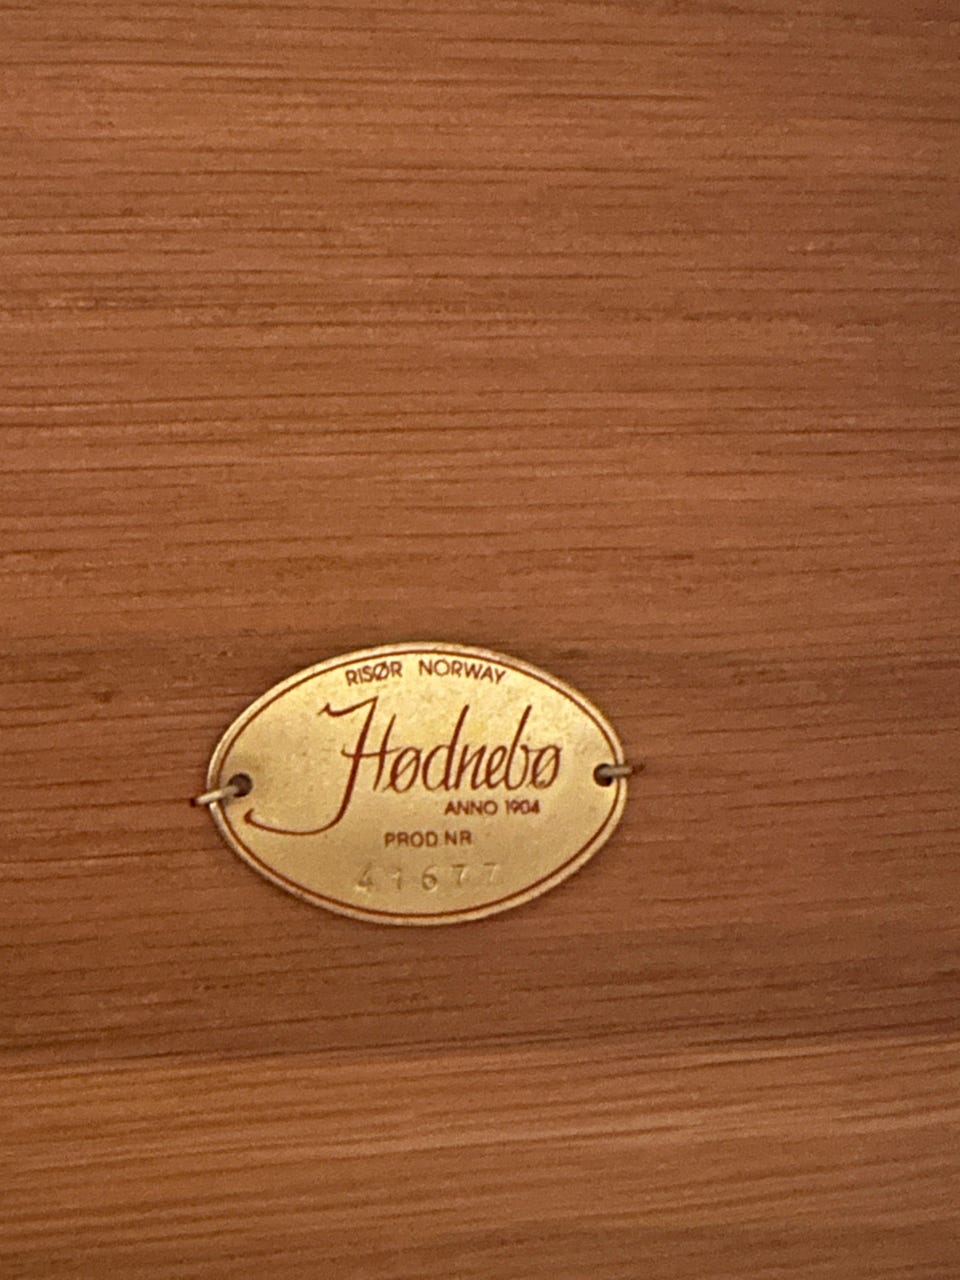 RISØR NORWAY
Hødnebø
ANNO 1904
PROD.NR
41677